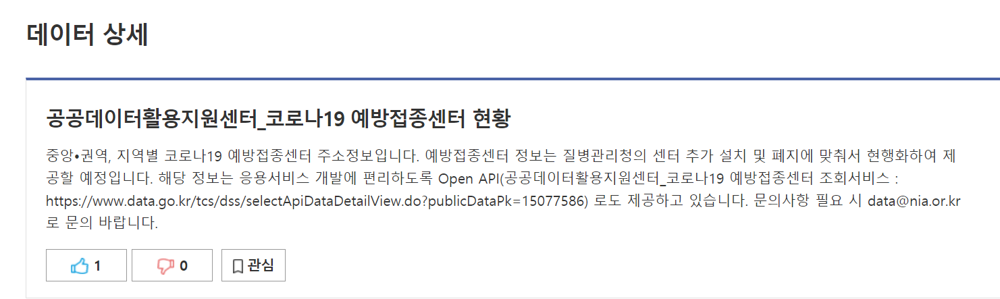 데이터 상세
공공데이터활용지원센터_코로나19 예방접종센터 현황
중앙•권역, 지역별 코로나19 예방접종센터 주소정보입니다. 예방접종센터 정보는 질병관리청의 센터 추가 설치 및 폐지에 맞춰서 현행화하여 제
공할 예정입니다. 해당 정보는 응용서비스 개발에 편리하도록 Open API(공공데이터활용지원센터_코로나19 예방접종센터 조회서비스 :
https://www.data.go.kr/tcs/dss/selectApiDataDetailView.do?publicDataPk=15077586) 로도 제공하고 있습니다. 문의사항 필요 시 data@nia.or.kr
로 문의 바랍니다.
1 0 관심